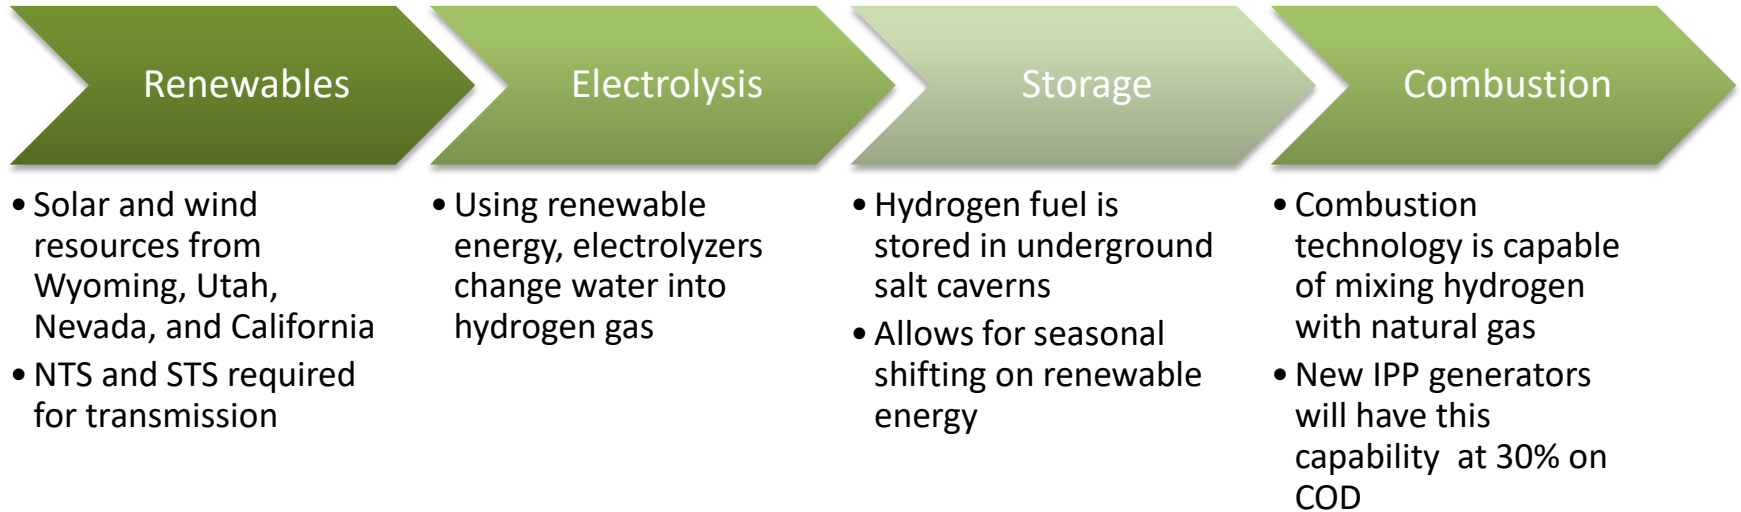 Renewables
• Solar and wind
resources from
Wyoming, Utah,
Nevada, and California
• NTS and STS required
for transmission
Electrolysis
• Using renewable
energy, electrolyzers
change water into
hydrogen gas
Storage
• Hydrogen fuel is
stored in underground
salt caverns
• Allows for seasonal
shifting on renewable
energy
Combustion
• Combustion
technology is capable
of mixing hydrogen
with natural gas
• New IPP generators
will have this
capability  at 30% on
COD